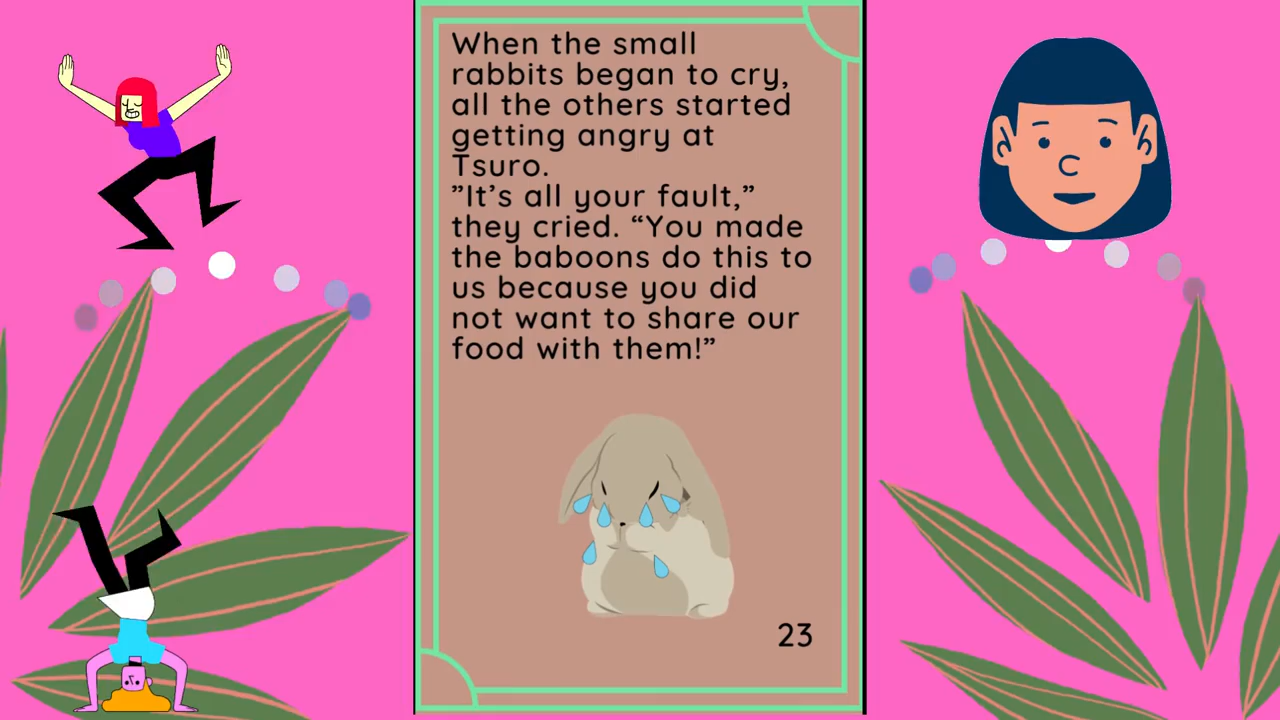 When the small
rabbits began to cry,
all the others started
getting angry at
Tsuro.
”It’s all your fault,”
they cried. “You made
the baboons do this to
us because you did
not want to share our
food with them!”
23